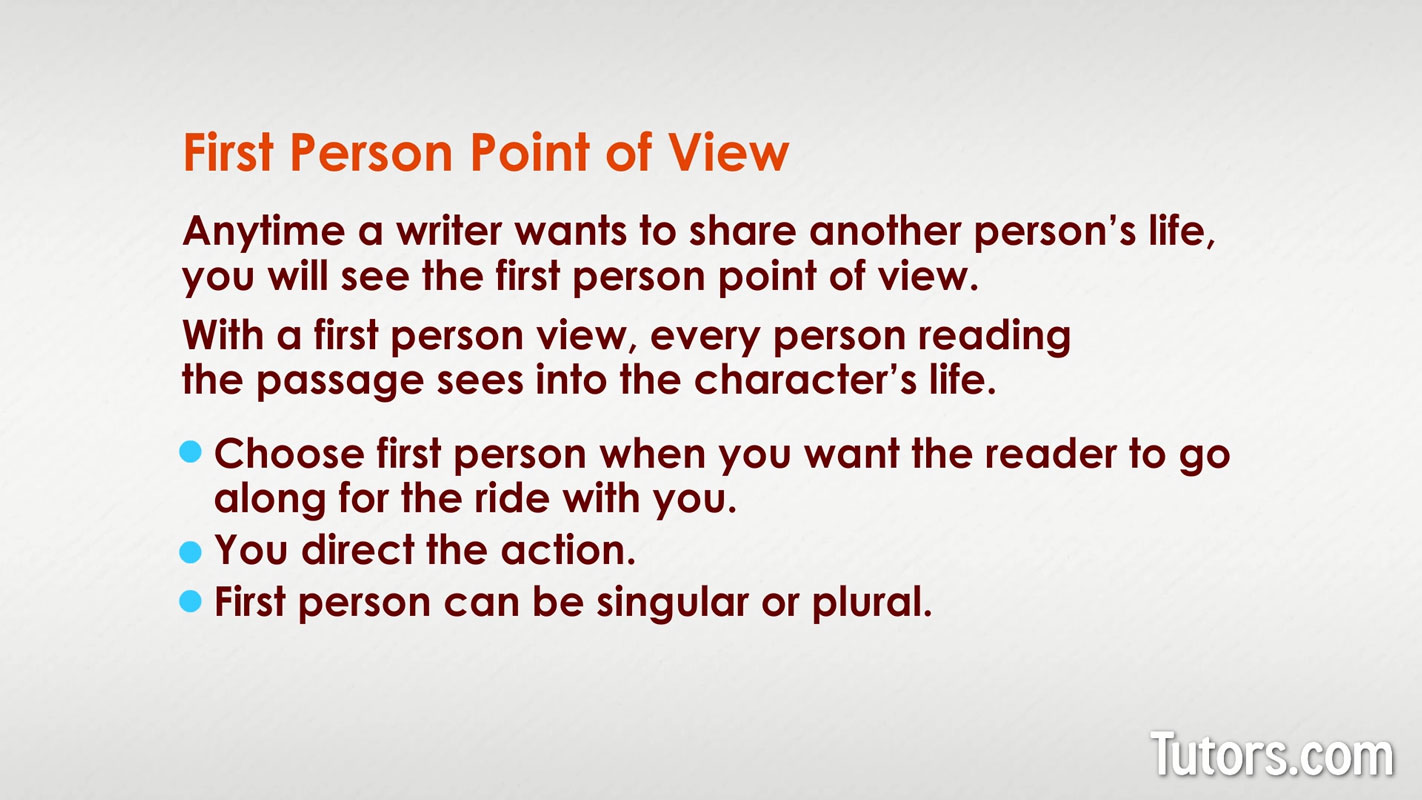 First Person Point of View
Anytime a writer wants to share another person’s life,
you will see the first person point of view.
With a first person view, every person reading
the passage sees into the character’s life.
Choose first person when you want the reader to go
along for the ride with you.
You direct the action.
First person can be singular or plural.
Tutors.com